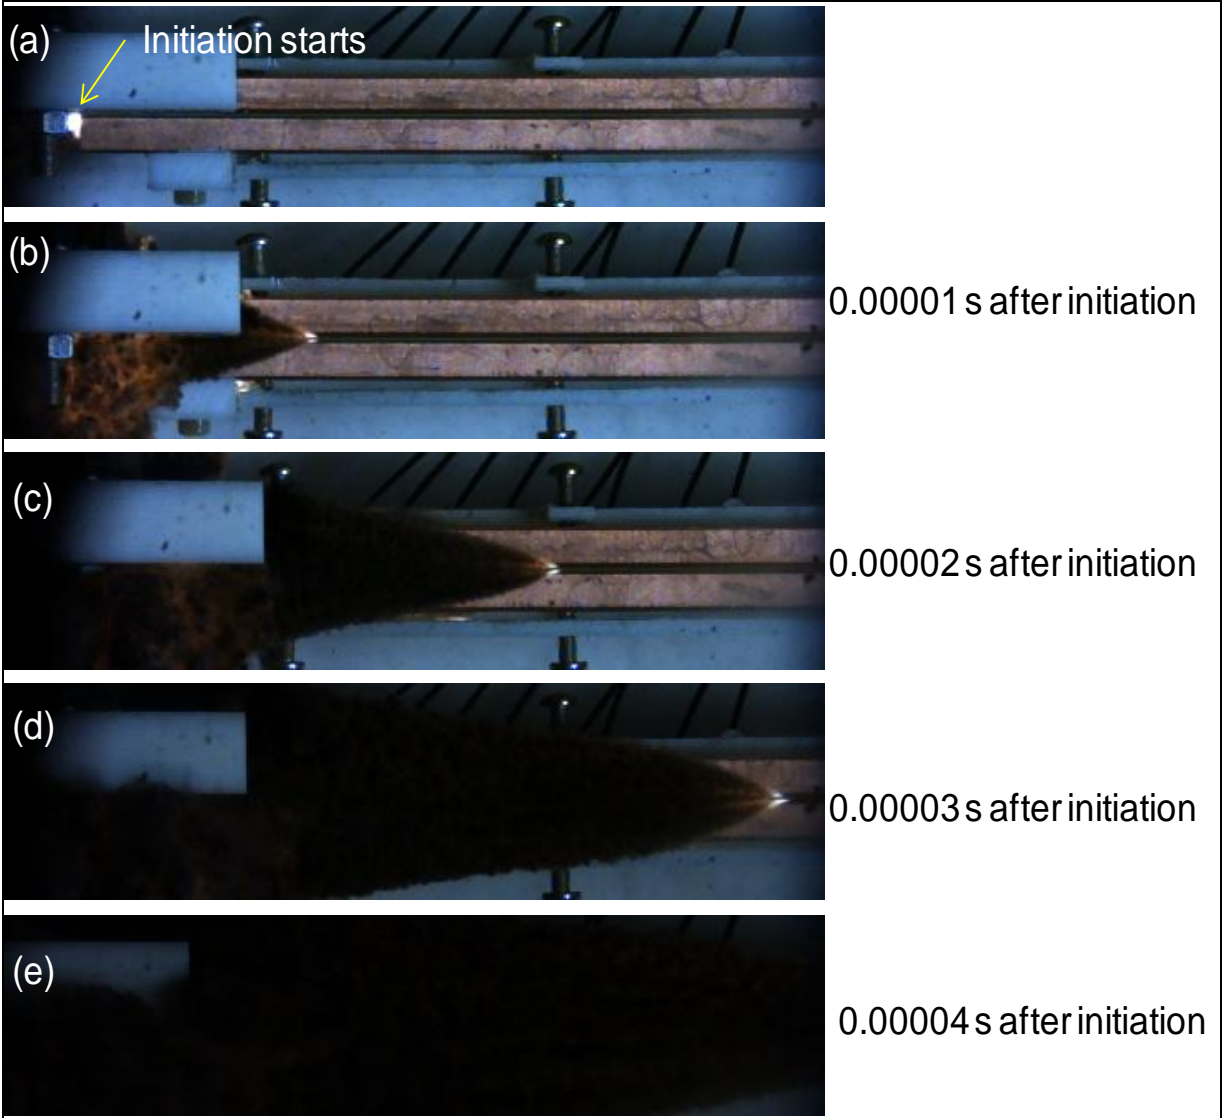 (a) Initiation starts
(b)
0.00001 s after initiation
(c)
0.00002 s after initiation
(d)
0.00003 s after initiation
(e)
0.00004 s after initiation